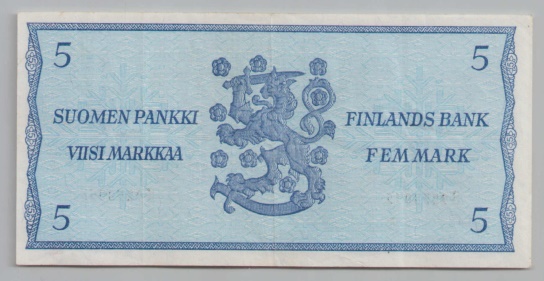 5 5
SUOMEN PANKKI FINLANDS BANK
VIISI MARKKAA FEM MARK
5 5